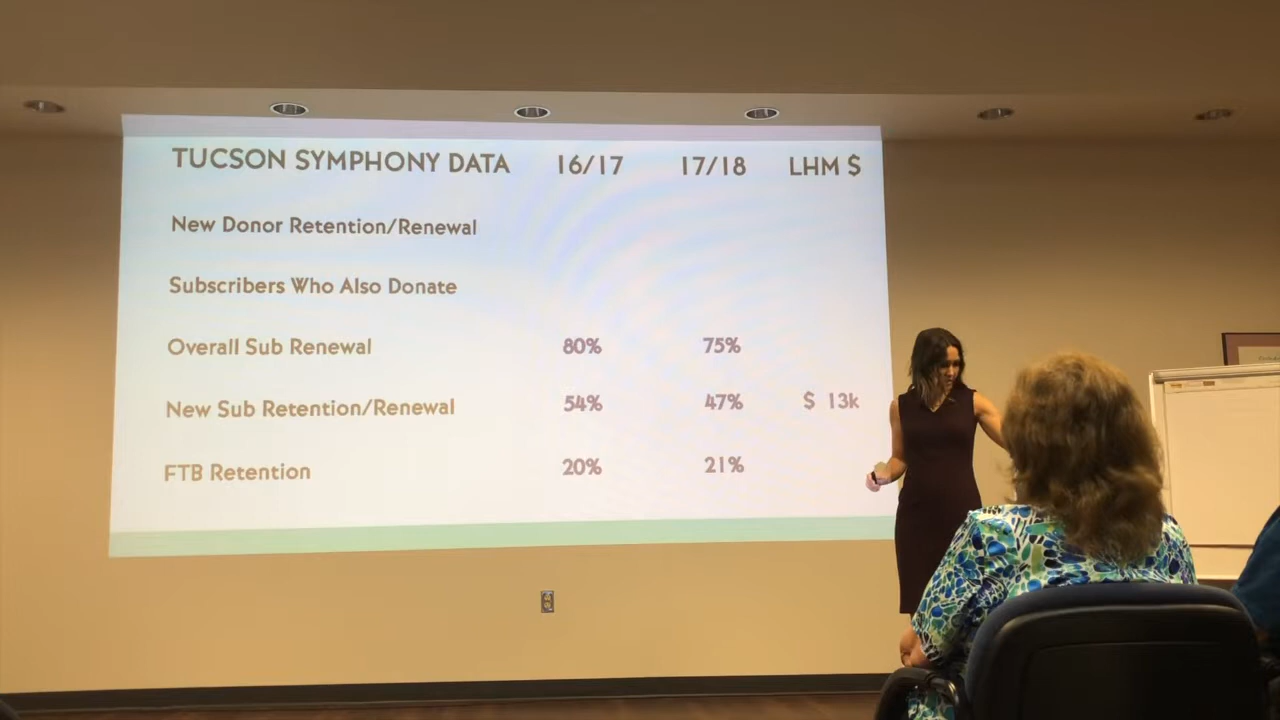 TUCSON SYMPHONY DATA 16/17 17/18 LHM $
New Donor Retention/Renewal
Subscribers Who Also Donate
Overall Sub Renewal 80% 75%
New Sub Retention/Renewal 54% 47% $ 13k
FTB Retention 20% 21%